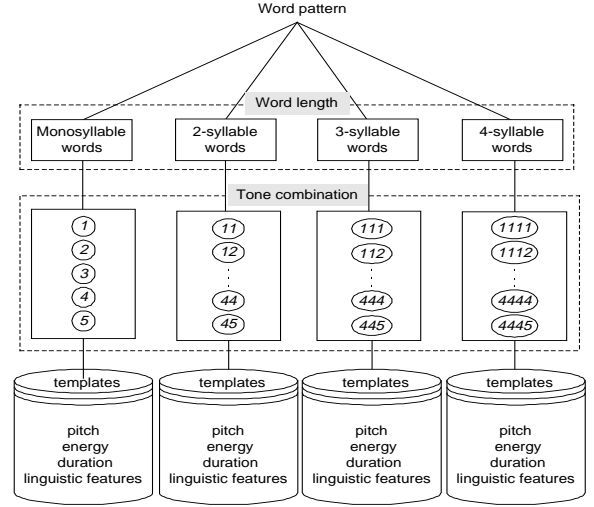 Word pattern
Word length
Monosyllable words
2-syllable words
3-syllable words
4-syllable words
Tone combination
1
2
3
4
5
11
12
44
45
111
112
444
445
1111
1112
4444
4445
templates
pitch
energy
duration
linguistic features
templates
pitch
energy
duration
linguistic features
templates
pitch
energy
duration
linguistic features
templates
pitch
energy
duration
linguistic features